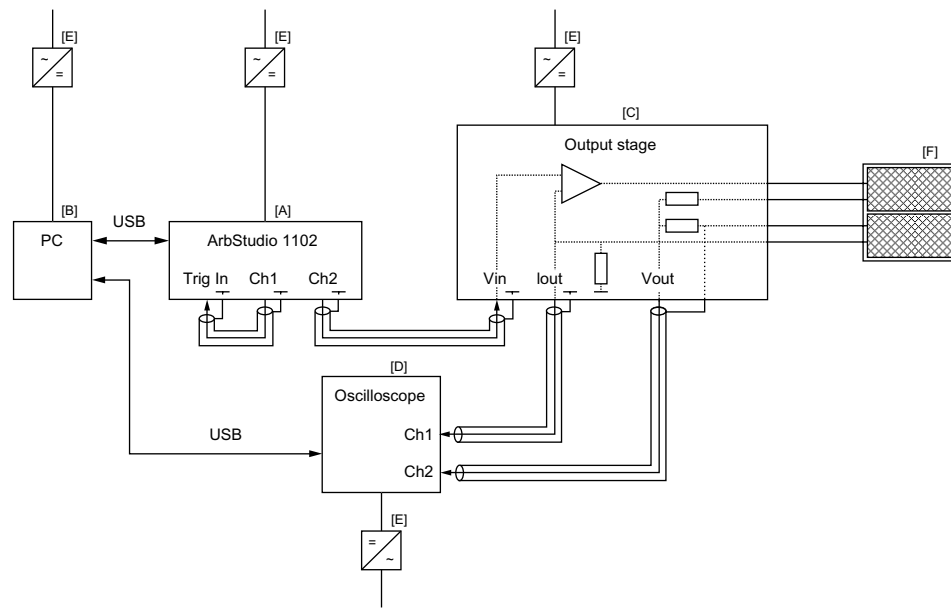 [E]
[E]
[E]
~
=
~
=
~
=
[C]
Output stage
[F]
[B]
PC
USB
[A]
ArbStudio 1102
Trig In
Ch1
Ch2
Vin
Iout
Vout
[D]
Oscilloscope
Ch1
Ch2
USB
[E]
=
~